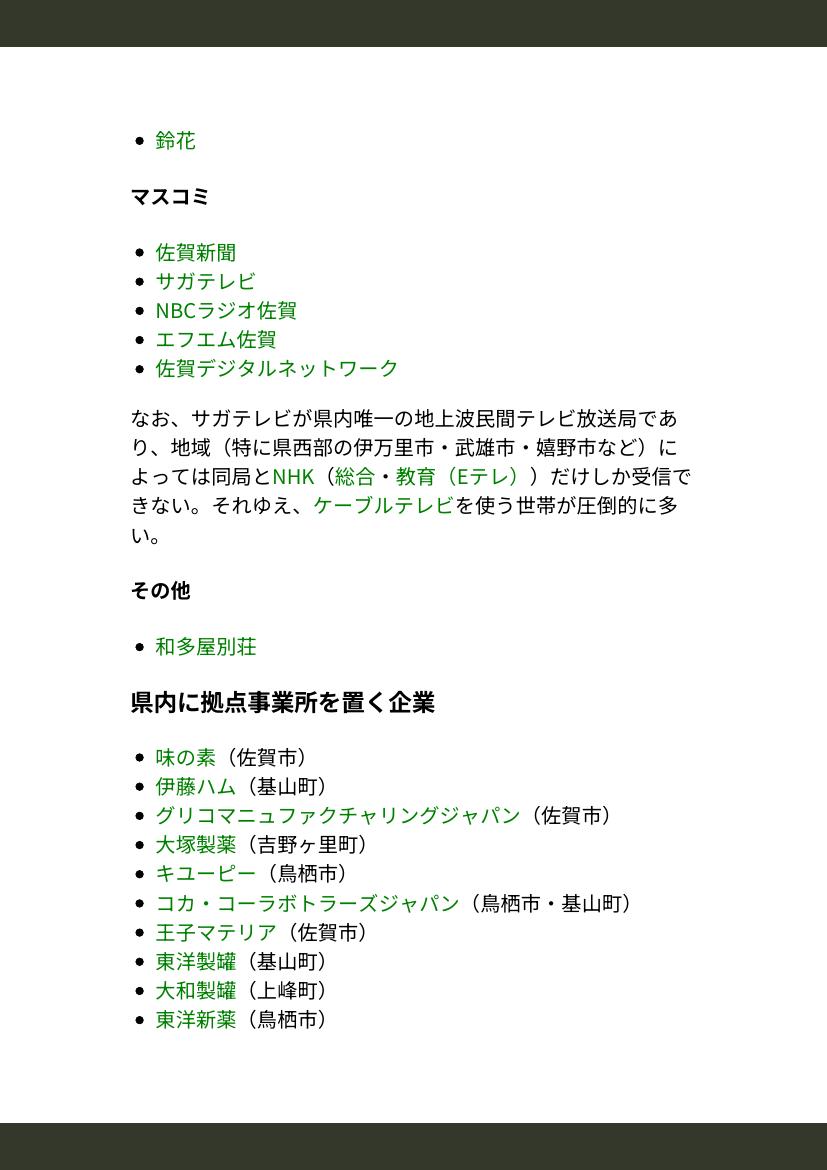 • 鈴花
マスコミ
• 佐賀新聞
• サガテレビ
• NBCラジオ佐賀
• エフエム佐賀
• 佐賀デジタルネットワーク
なお、サガテレビが県内唯一の地上波民間テレビ放送局であ
り、地域（特に県西部の伊万里市・武雄市・嬉野市など）に
よっては同局とNHK（総合・教育（Eテレ））だけしか受信で
きない。それゆえ、ケーブルテレビを使う世帯が圧倒的に多
い。
その他
• 和多屋別荘
県内に拠点事業所を置く企業
• 味の素（佐賀市）
• 伊藤ハム（基山町）
• グリコマニュファクチャリングジャパン（佐賀市）
• 大塚製薬（吉野ヶ里町）
• キユーピー（鳥栖市）
• コカ・コーラボトラーズジャパン（鳥栖市・基山町）
• 王子マテリア（佐賀市）
• 東洋製罐（基山町）
• 大和製罐（上峰町）
• 東洋新薬（鳥栖市）